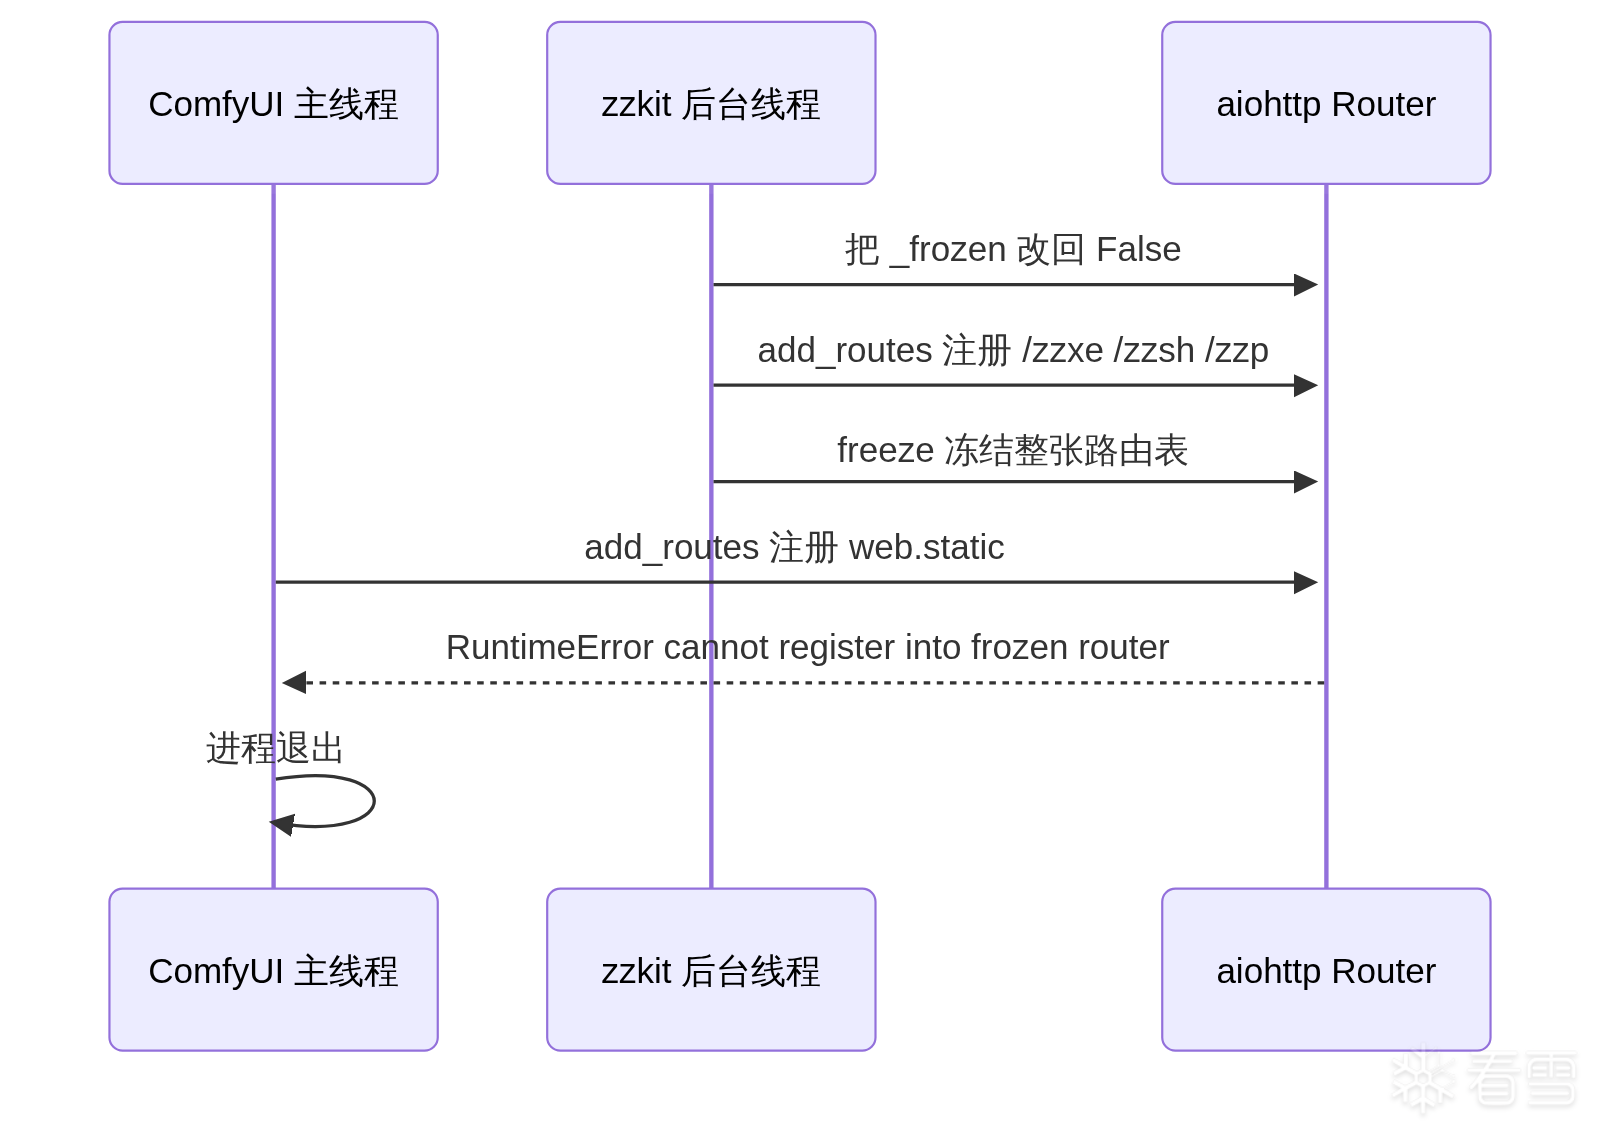 ComfyUI 主线程
zzkit 后台线程
aiohttp Router
把 _frozen 改回 False
add_routes 注册 /zzxe /zzsh /zzp
freeze 冻结整张路由表
add_routes 注册 web.static
RuntimeError cannot register into frozen router
进程退出
ComfyUI 主线程
zzkit 后台线程
aiohttp Router
看雪